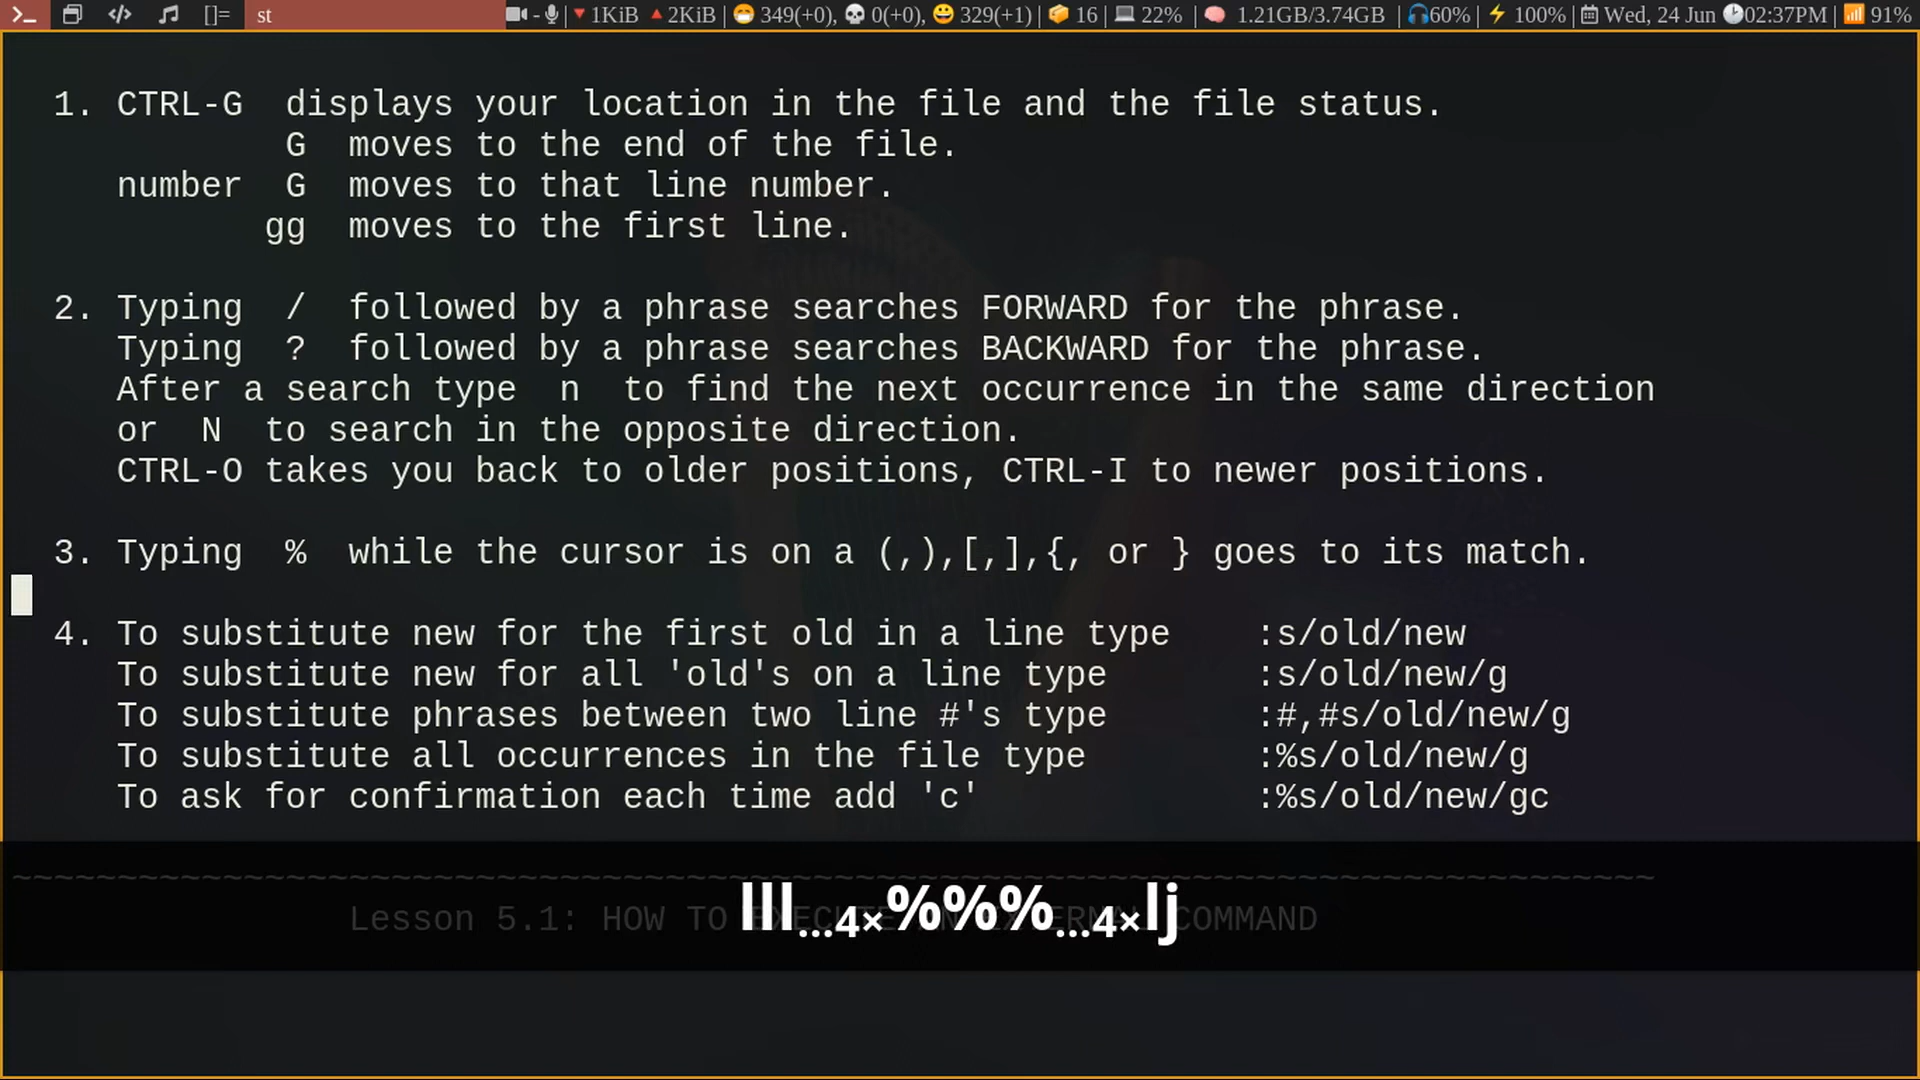 []= st - 1KiB 2KiB 349(+0), 0(+0), 329(+1) | 16 | 22% | 1.21GB/3.74GB | 60% | 100% | Wed, 24 Jun 02:37PM | 91%
1. CTRL-G displays your location in the file and the file status.
G moves to the end of the file.
number G moves to that line number.
gg moves to the first line.
2. Typing / followed by a phrase searches FORWARD for the phrase.
Typing ? followed by a phrase searches BACKWARD for the phrase.
After a search type n to find the next occurrence in the same direction
or N to search in the opposite direction.
CTRL-O takes you back to older positions, CTRL-I to newer positions.
3. Typing % while the cursor is on a (,),[,],{, or } goes to its match.
4. To substitute new for the first old in a line type :s/old/new
To substitute new for all 'old's on a line type :s/old/new/g
To substitute phrases between two line #'s type :#,#s/old/new/g
To substitute all occurrences in the file type :%s/old/new/g
To ask for confirmation each time add 'c' :%s/old/new/gc
~~~~~~~~~~~~~~~~~~~~~~~~~~~~~~~~~~~~~~~~~~~~~~~~~~~~~~~~~~~~~~~~~~~~~~~~~~~~~~
Lesson 5.1: HOW TO EXECUTE AN EXTERNAL COMMAND
lll...4×%%%...4×lj